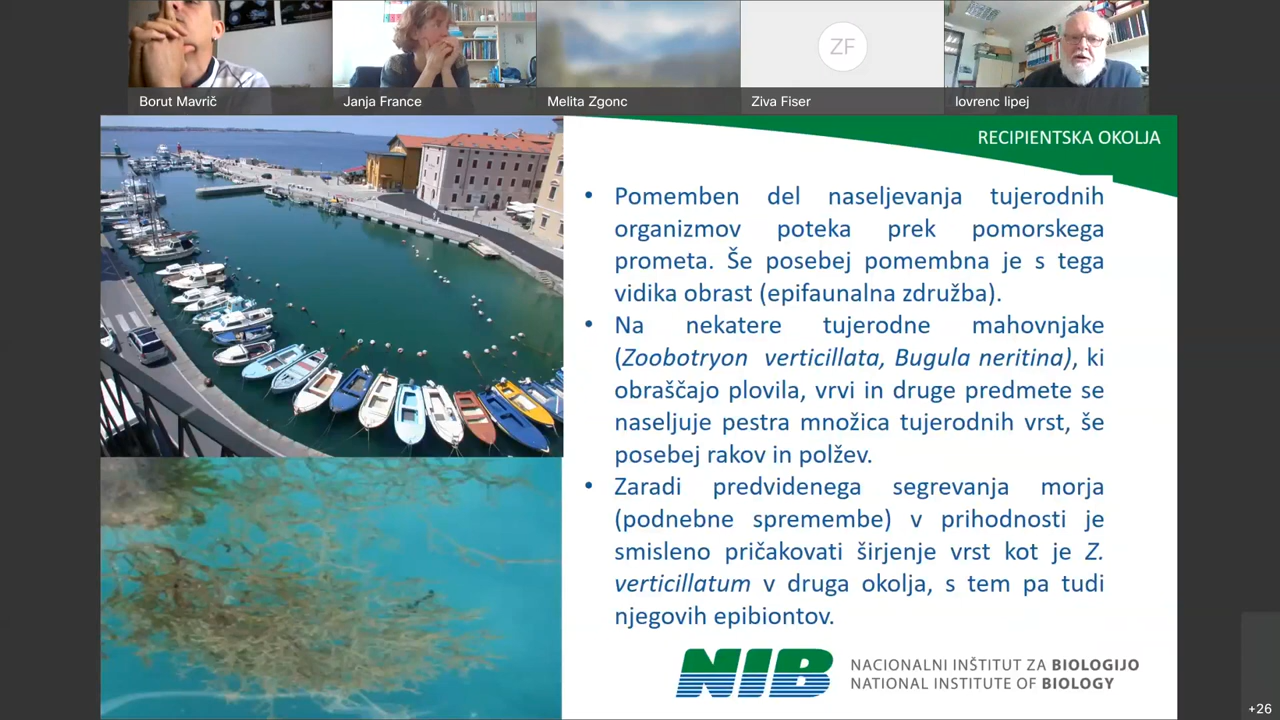 Borut Mavrič
Janja France
Melita Zgonc
ZF
Ziva Fiser
lovrenc lipej
RECIPIENTSKA OKOLJA
• Pomemben del naseljevanja tujerodnih
organizmov poteka prek pomorskega
prometa. Še posebej pomembna je s tega
vidika obrast (epifaunalna združba).
• Na nekatere tujerodne mahovnjake
(Zoobotryon verticillata, Bugula neritina), ki
obraščajo plovila, vrvi in druge predmete se
naseljuje pestra množica tujerodnih vrst, še
posebej rakov in polžev.
• Zaradi predvidenega segrevanja morja
(podnebne spremembe) v prihodnosti je
smisleno pričakovati širjenje vrst kot je Z.
verticillatum v druga okolja, s tem pa tudi
njegovih epibiontov.
NIB
NACIONALNI INŠTITUT ZA BIOLOGIJO
NATIONAL INSTITUTE OF BIOLOGY
+26